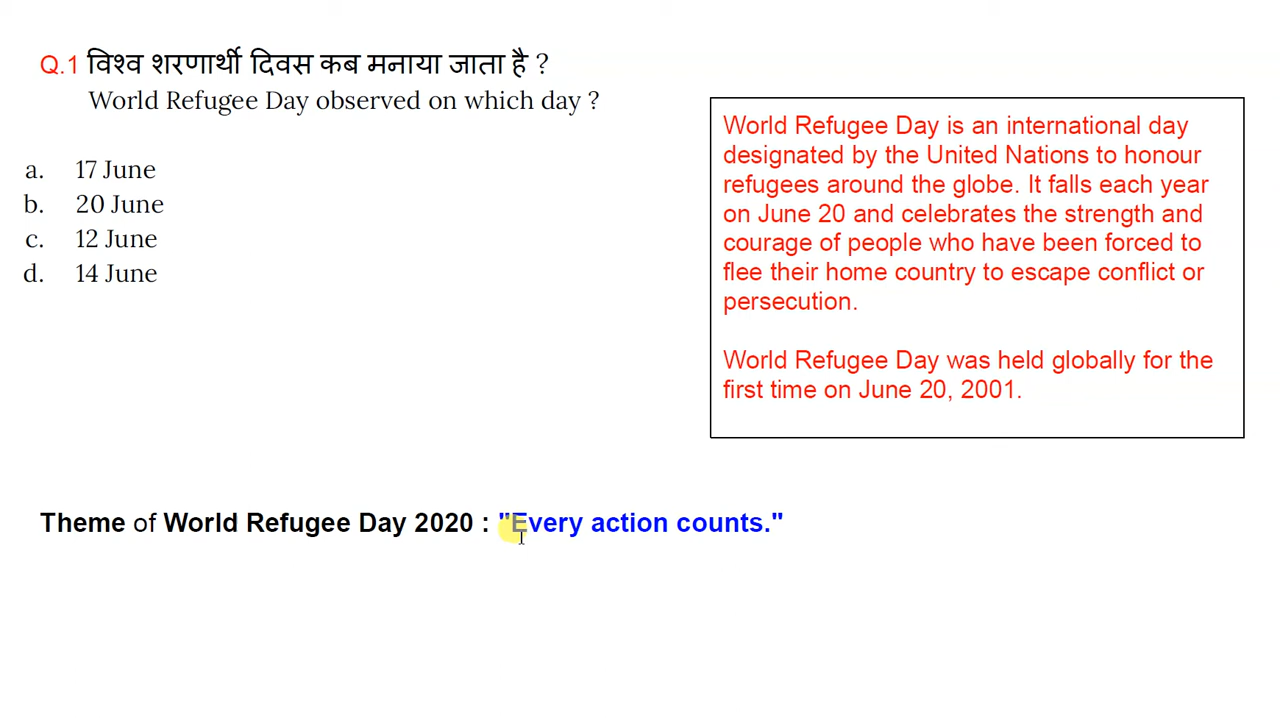 Q.1 विश्व शरणार्थी दिवस कब मनाया जाता है ?
World Refugee Day observed on which day ?
a. 17 June
b. 20 June
c. 12 June
d. 14 June
World Refugee Day is an international day
designated by the United Nations to honour
refugees around the globe. It falls each year
on June 20 and celebrates the strength and
courage of people who have been forced to
flee their home country to escape conflict or
persecution.
World Refugee Day was held globally for the
first time on June 20, 2001.
Theme of World Refugee Day 2020 : "Every action counts."